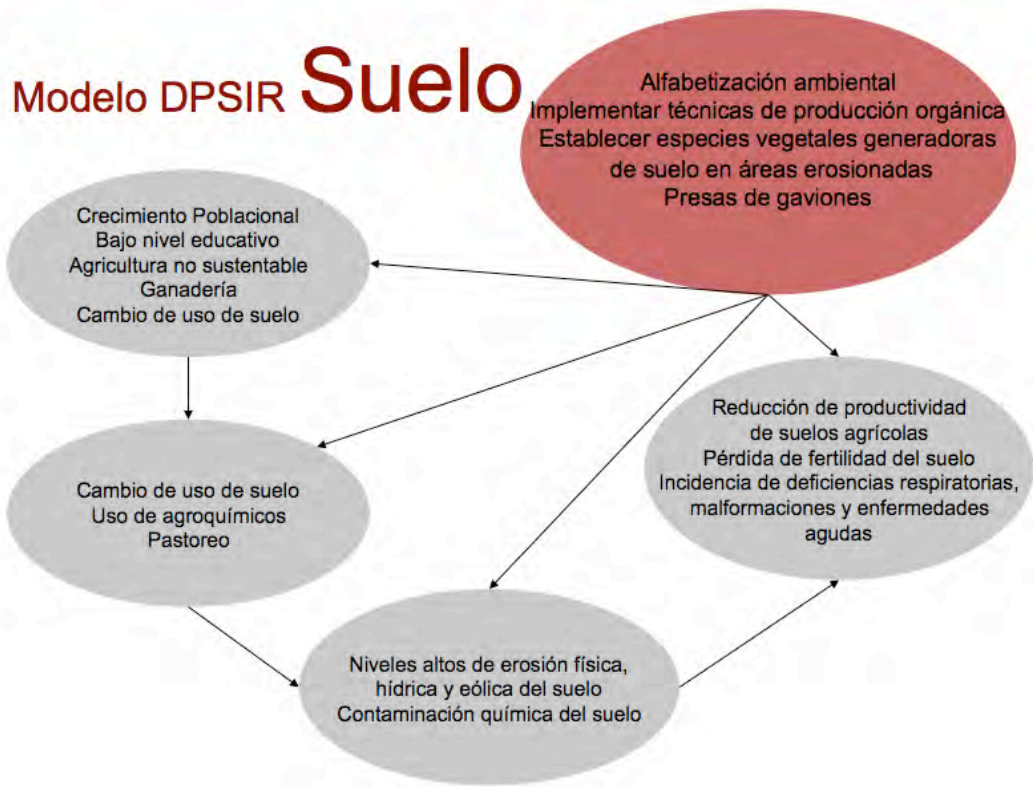 Modelo DPSIR Suelo
Alfabetización ambiental
Implementar técnicas de producción orgánica
Establecer especies vegetales generadoras
de suelo en áreas erosionadas
Presas de gaviones
Crecimiento Poblacional
Bajo nivel educativo
Agricultura no sustentable
Ganadería
Cambio de uso de suelo
Cambio de uso de suelo
Uso de agroquímicos
Pastoreo
Niveles altos de erosión física,
hídrica y eólica del suelo
Contaminación química del suelo
Reducción de productividad
de suelos agrícolas
Pérdida de fertilidad del suelo
Incidencia de deficiencias respiratorias,
malformaciones y enfermedades
agudas